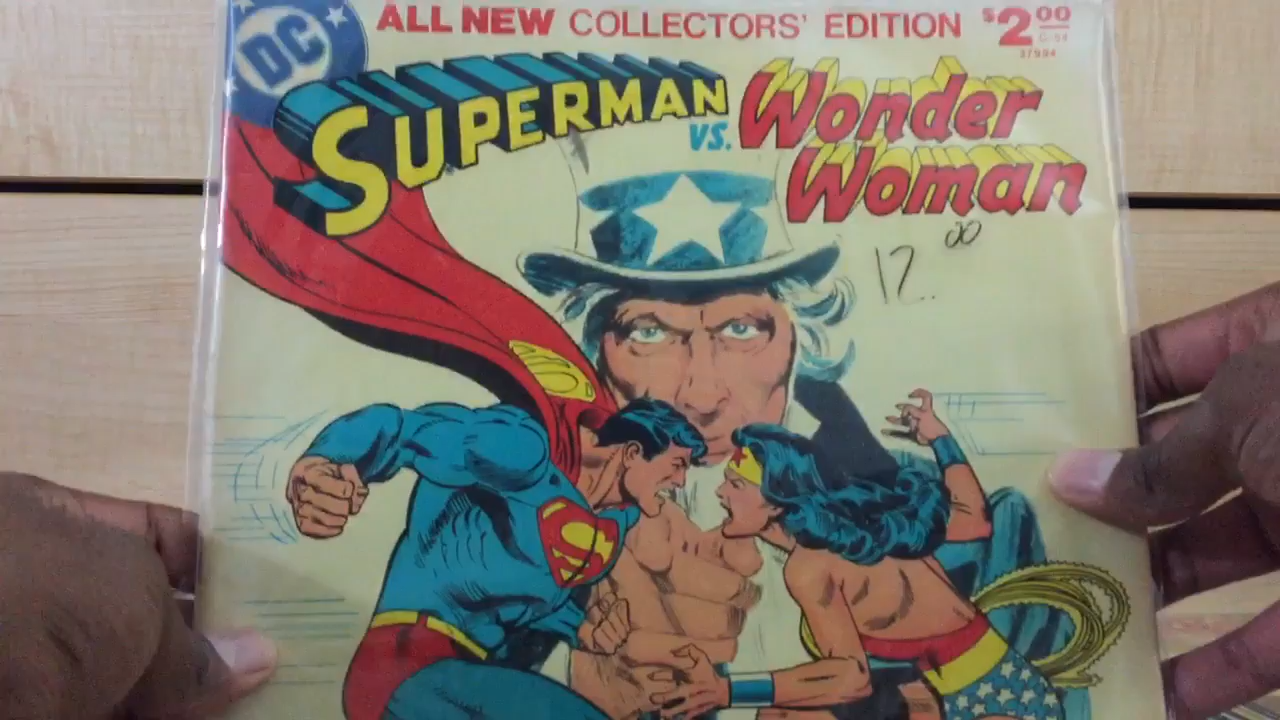 DC
ALL NEW COLLECTORS' EDITION
$2.00
C-54
37994
SUPERMAN
VS.
Wonder
Woman
12.00
S